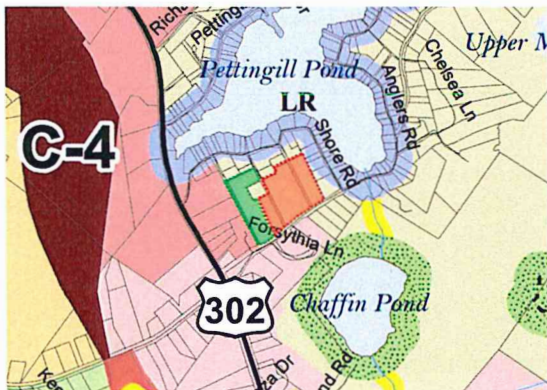 Pettingill Pond
LR
Upper
Chelsea Ln
Anglers Rd
Shore Rd
C-4
Forsythia Ln
302
Chaffin Pond